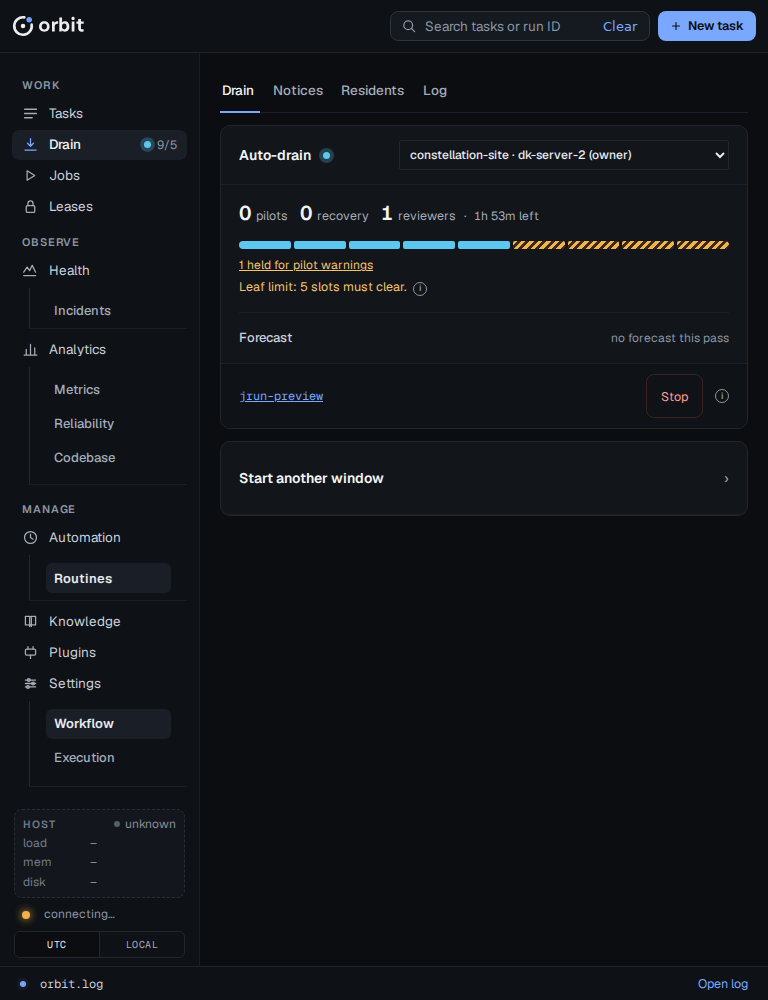 orbit
Search tasks or run ID
Clear
+ New task
WORK
Tasks
Drain
9/5
Jobs
Leases
OBSERVE
Health
Incidents
Analytics
Metrics
Reliability
Codebase
MANAGE
Automation
Routines
Knowledge
Plugins
Settings
Workflow
Execution
HOST
unknown
load –
mem –
disk –
connecting…
UTC
LOCAL
Drain
Notices
Residents
Log
Auto-drain
constellation-site · dk-server-2 (owner)
0 pilots 0 recovery 1 reviewers · 1h 53m left
1 held for pilot warnings
Leaf limit: 5 slots must clear.
Forecast
no forecast this pass
jrun-preview
Stop
Start another window
›
orbit.log
Open log